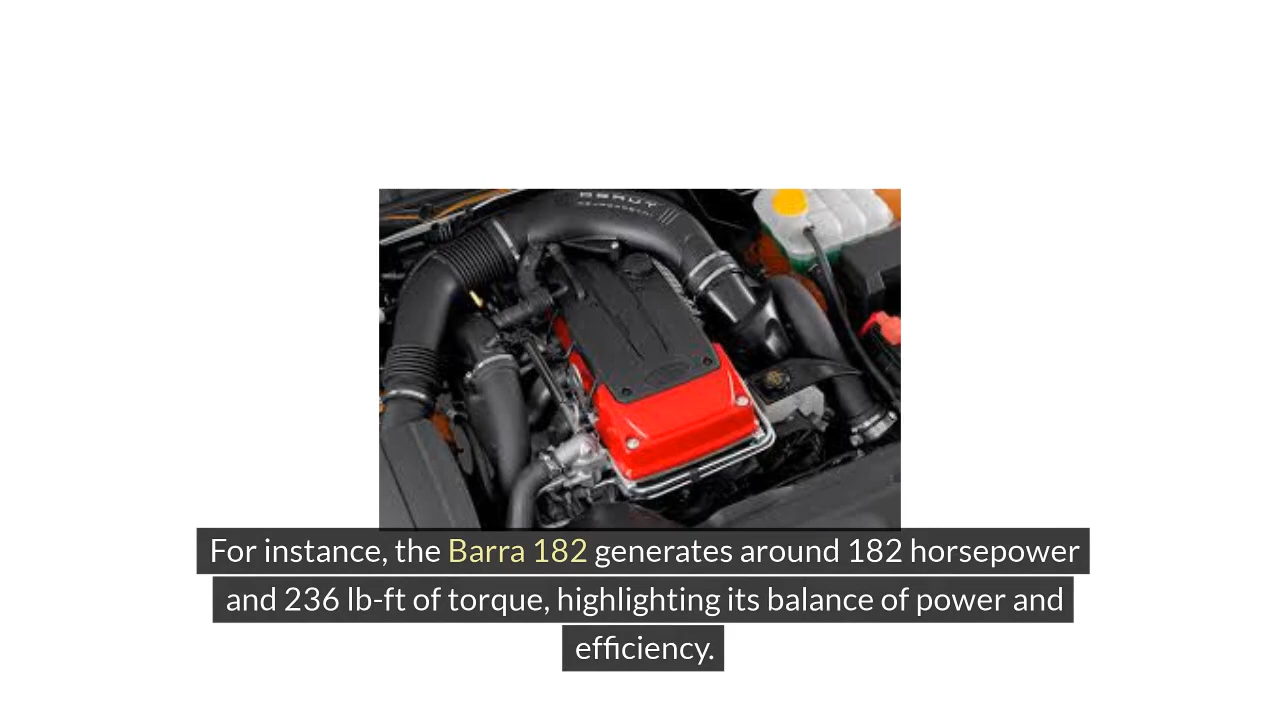 For instance, the Barra 182 generates around 182 horsepower
and 236 lb-ft of torque, highlighting its balance of power and
efficiency.